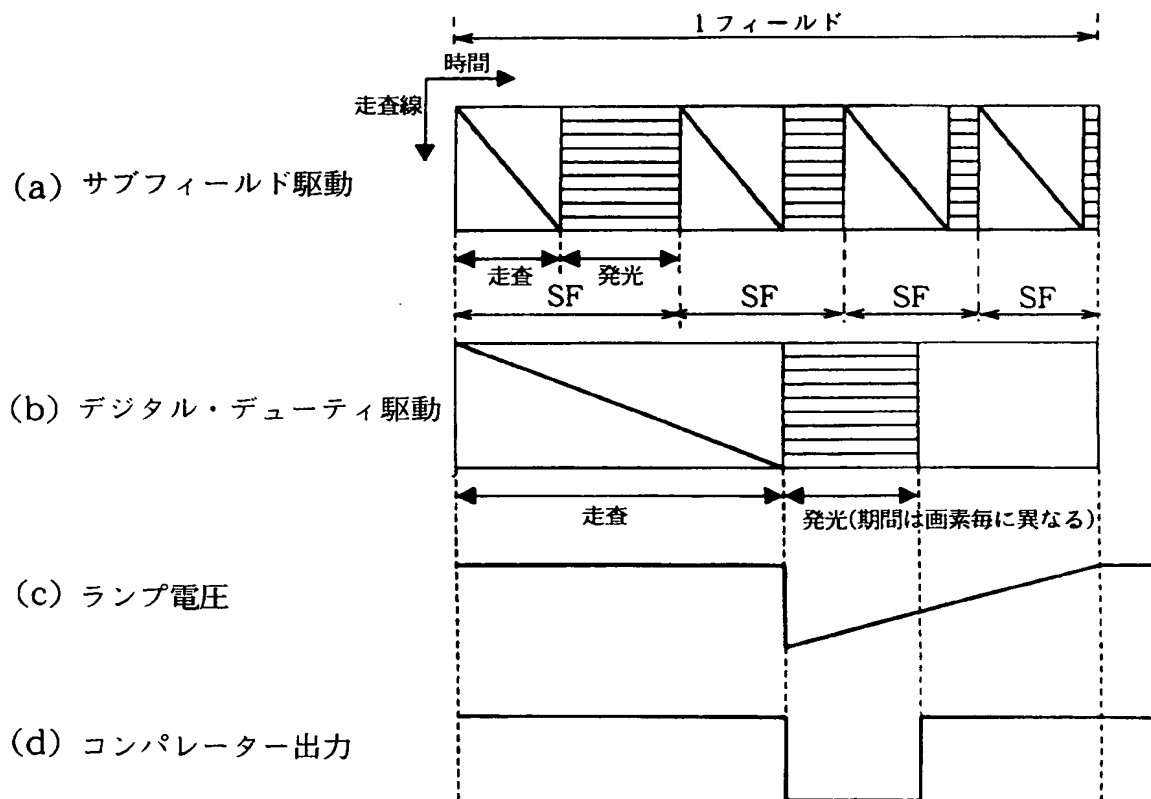 1フィールド
時間
走査線
(a) サブフィールド駆動
走査
発光
SF
SF
SF
SF
(b) デジタル・デューティ駆動
走査
発光(期間は画素毎に異なる)
(c) ランプ電圧
(d) コンパレーター出力